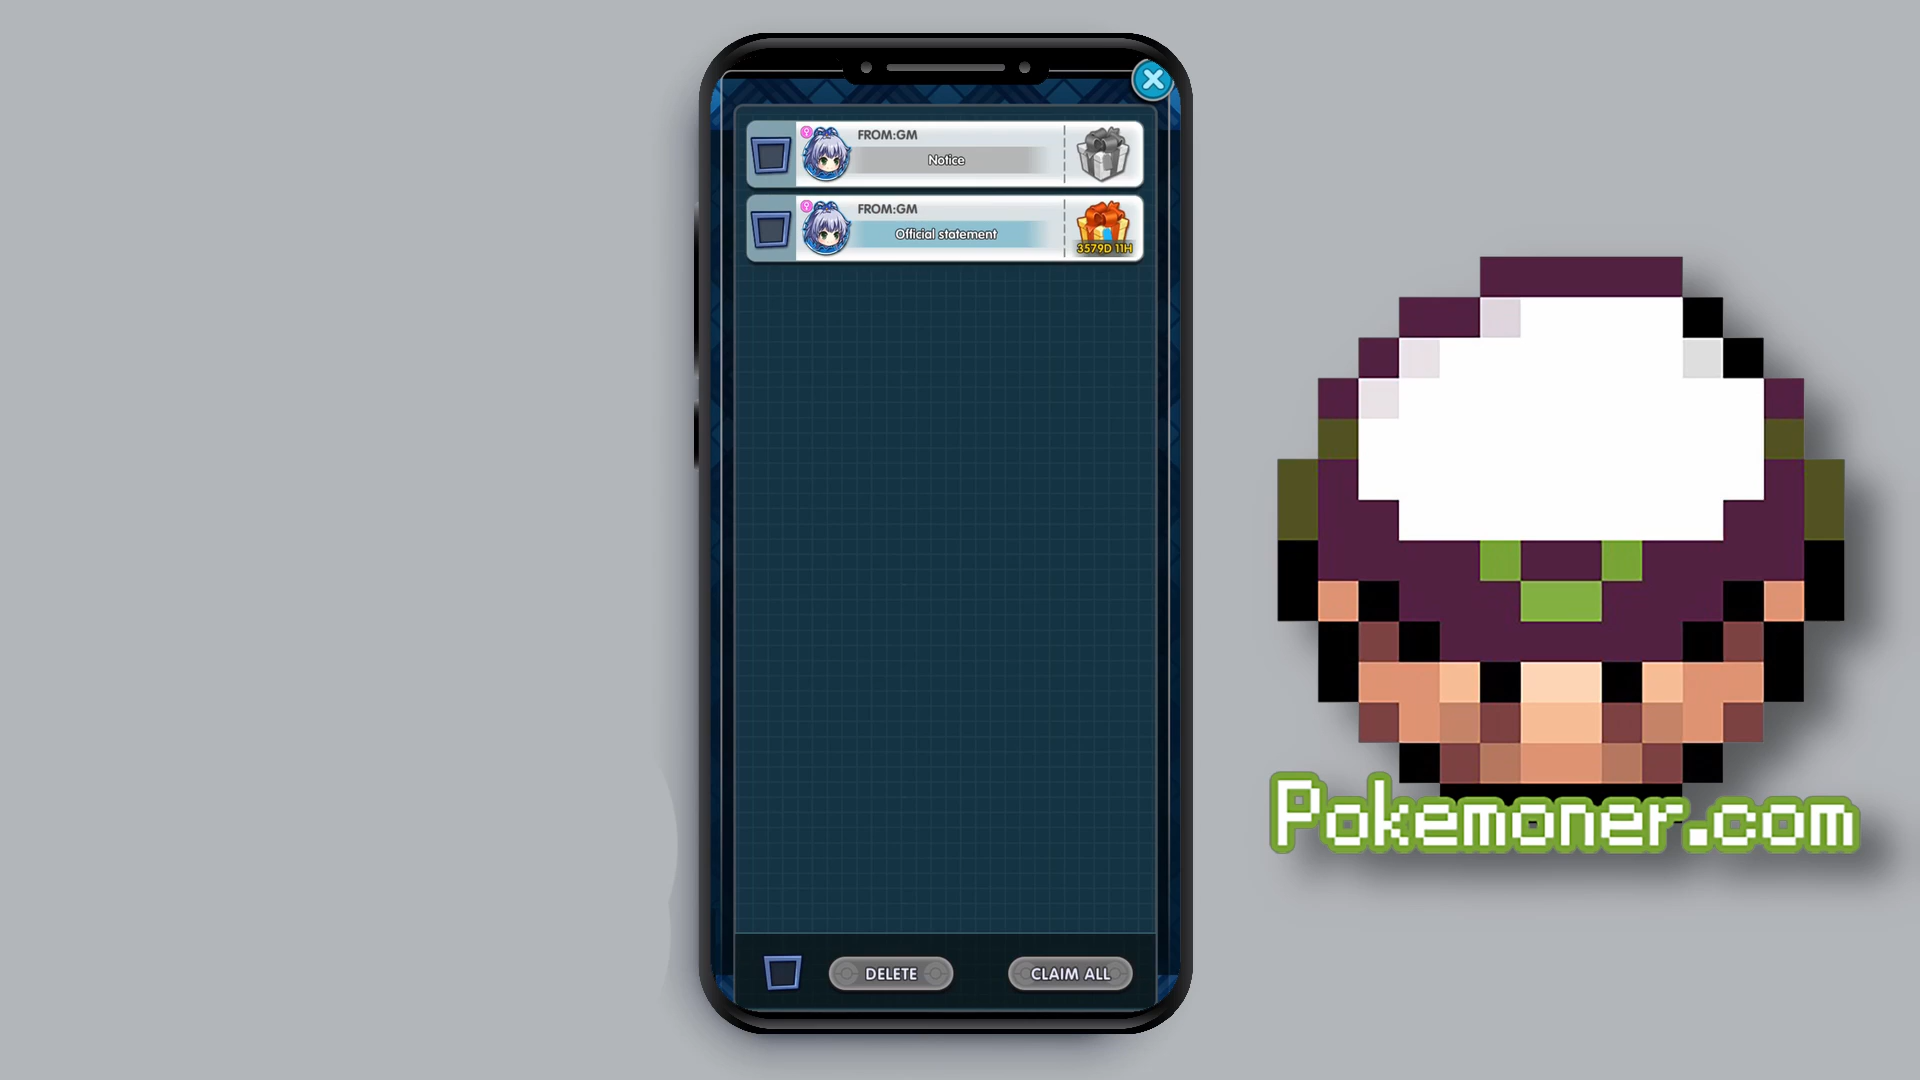 FROM:GM
Notice
FROM:GM
Official statement
3579D 11H
DELETE
CLAIM ALL
Pokemoner.com